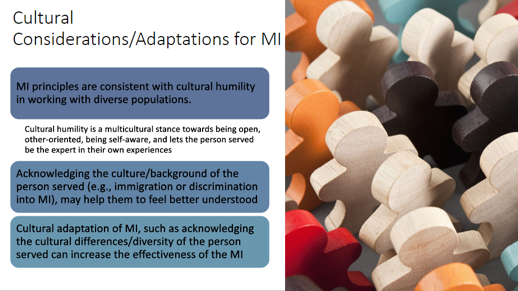 Cultural
Considerations/Adaptations for MI
MI principles are consistent with cultural humility
in working with diverse populations.
Cultural humility is a multicultural stance towards being open,
other-oriented, being self-aware, and lets the person served
be the expert in their own experiences
Acknowledging the culture/background of the
person served (e.g., immigration or discrimination
into MI), may help them to feel better understood
Cultural adaptation of MI, such as acknowledging
the cultural differences/diversity of the person
served can increase the effectiveness of the MI